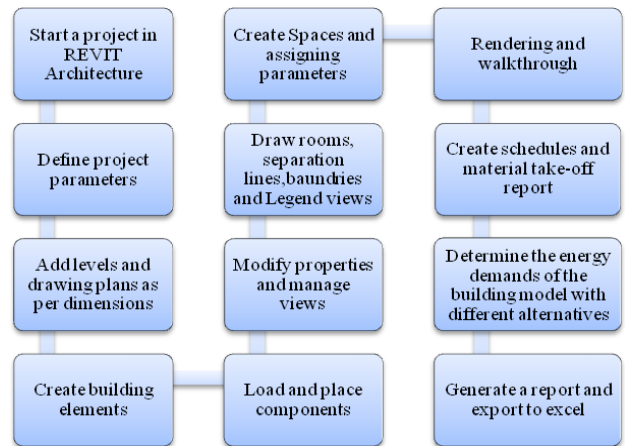 Start a project in
REVIT
Architecture
Define project
parameters
Add levels and
drawing plans as
per dimensions
Create building
elements
Load and place
components
Modify properties
and manage
views
Draw rooms,
separation
lines,baundries
and Legend views
Create Spaces and
assigning
parameters
Rendering and
walkthrough
Create schedules and
material take-off
report
Determine the energy
demands of the
building model with
different alternatives
Generate a report and
export to excel